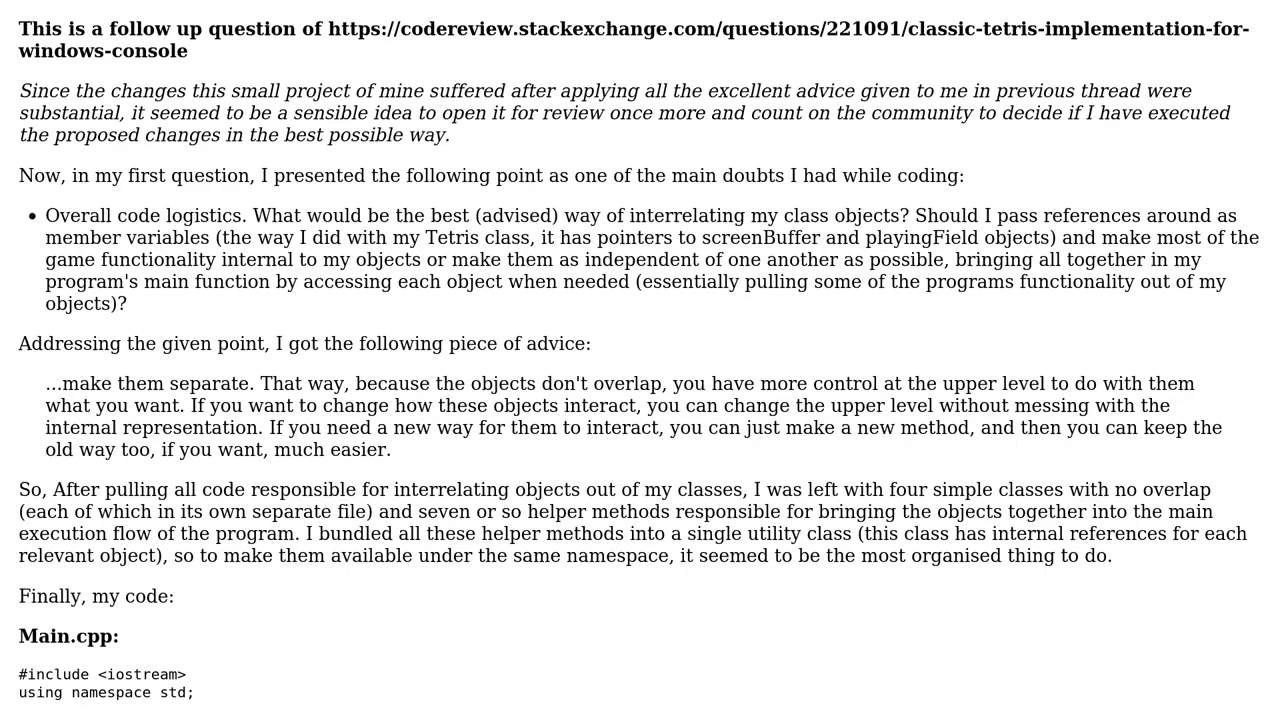 This is a follow up question of https://codereview.stackexchange.com/questions/221091/classic-tetris-implementation-for-
windows-console
Since the changes this small project of mine suffered after applying all the excellent advice given to me in previous thread were
substantial, it seemed to be a sensible idea to open it for review once more and count on the community to decide if I have executed
the proposed changes in the best possible way.
Now, in my first question, I presented the following point as one of the main doubts I had while coding:
• Overall code logistics. What would be the best (advised) way of interrelating my class objects? Should I pass references around as
member variables (the way I did with my Tetris class, it has pointers to screenBuffer and playingField objects) and make most of the
game functionality internal to my objects or make them as independent of one another as possible, bringing all together in my
program's main function by accessing each object when needed (essentially pulling some of the programs functionality out of my
objects)?
Addressing the given point, I got the following piece of advice:
...make them separate. That way, because the objects don't overlap, you have more control at the upper level to do with them
what you want. If you want to change how these objects interact, you can change the upper level without messing with the
internal representation. If you need a new way for them to interact, you can just make a new method, and then you can keep the
old way too, if you want, much easier.
So, After pulling all code responsible for interrelating objects out of my classes, I was left with four simple classes with no overlap
(each of which in its own separate file) and seven or so helper methods responsible for bringing the objects together into the main
execution flow of the program. I bundled all these helper methods into a single utility class (this class has internal references for each
relevant object), so to make them available under the same namespace, it seemed to be the most organised thing to do.
Finally, my code:
Main.cpp:
#include <iostream>
using namespace std;